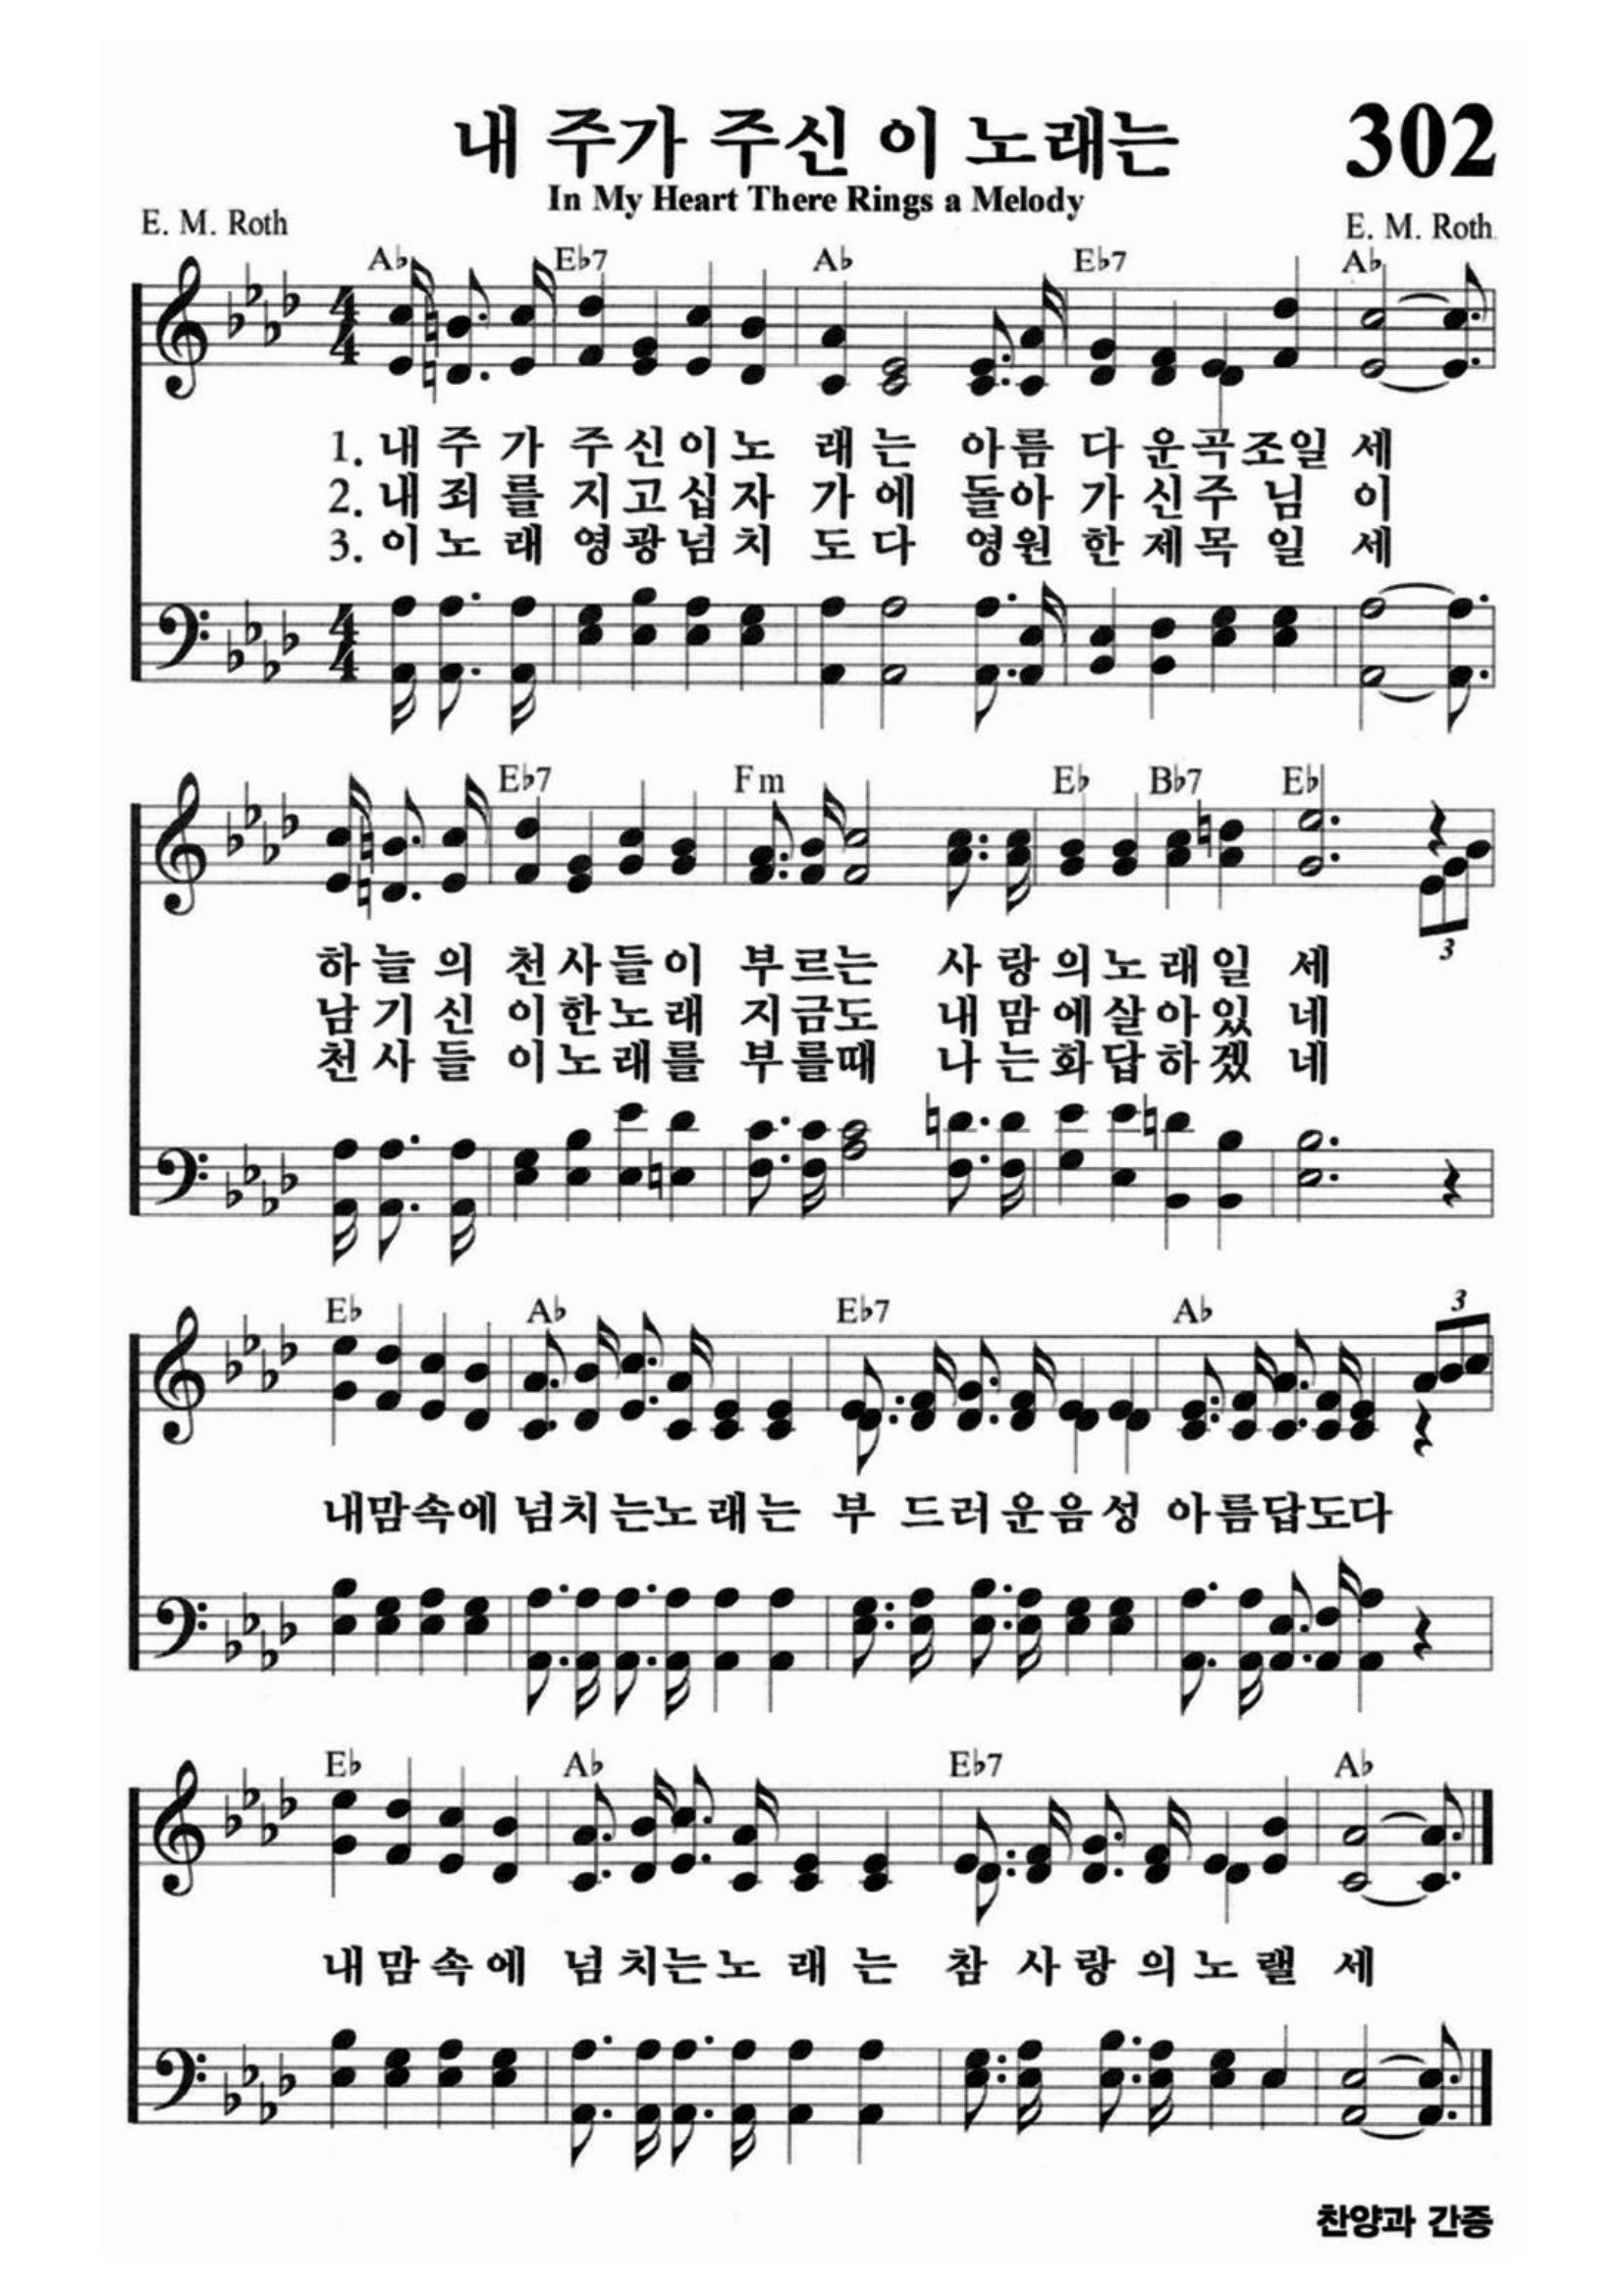 내 주가 주신 이 노래는 302
In My Heart There Rings a Melody
E. M. Roth E. M. Roth
A♭ E♭7 A♭ E♭7 A♭
1. 내 주 가 주 신 이 노 래 는 아 름 다 운 곡 조 일 세
2. 내 죄 를 지 고 십 자 가 에 돌 아 가 신 주 님 이
3. 이 노 래 영 광 넘 치 도 다 영 원 한 제 목 일 세
E♭7 Fm E♭ B♭7 E♭
3
하 늘 의 천 사 들 이 부 르 는 사 랑 의 노 래 일 세
남 기 신 이 한 노 래 지 금 도 내 맘 에 살 아 있 네
천 사 들 이 노 래 를 부 를 때 나 는 화 답 하 겠 네
E♭ A♭ E♭7 A♭ 3
내 맘 속 에 넘 치 는 노 래 는 부 드 러 운 음 성 아 름 답 도 다
E♭ A♭ E♭7 A♭
내 맘 속 에 넘 치 는 노 래 는 참 사 랑 의 노 랠 세
찬양과 간증